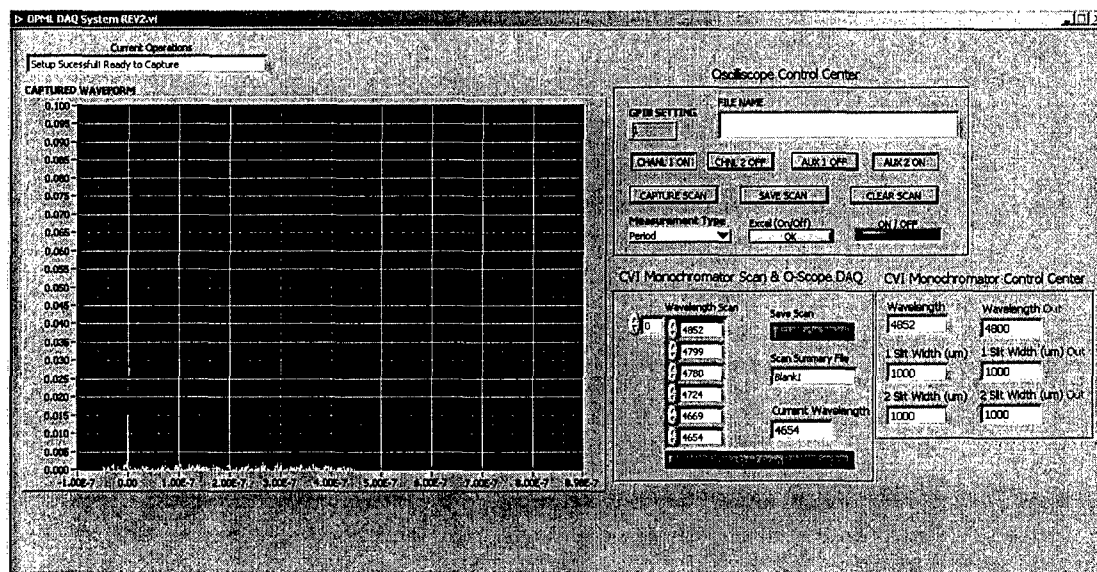 OPML DAQ System REV2.vi
Current Operations
Setup Sucessfull Ready to Capture
CAPTURED WAVEFORM
0.100
0.095
0.090
0.085
0.080
0.075
0.070
0.065
0.060
0.055
0.050
0.045
0.040
0.035
0.030
0.025
0.020
0.015
0.010
0.005
0.000
-1.00E-7 0.00 1.00E-7 2.00E-7 3.00E-7 4.00E-7 5.00E-7 6.00E-7 7.00E-7 8.00E-7 8.98E-7
Osciliscope Control Center
GPIB SETTING
1
FILE NAME
CHANL 1 ON
CHNL 2 OFF
AUX 1 OFF
AUX 2 ON
CAPTURE SCAN
SAVE SCAN
CLEAR SCAN
Measurement Type
Period
Excel (On/Off)
OK
ON / OFF
CVI Monochromator Scan & O-Scope DAQ
Wavelength Scan
0
4852
4799
4780
4724
4669
4654
Save Scan
Scan Summary File
Blank1
Current Wavelength
4654
CVI Monochromator Control Center
Wavelength
4852
Wavelength Out
4800
1 Slit Width (um)
1000
1 Slit Width (um) Out
1000
2 Slit Width (um)
1000
2 Slit Width (um) Out
1000